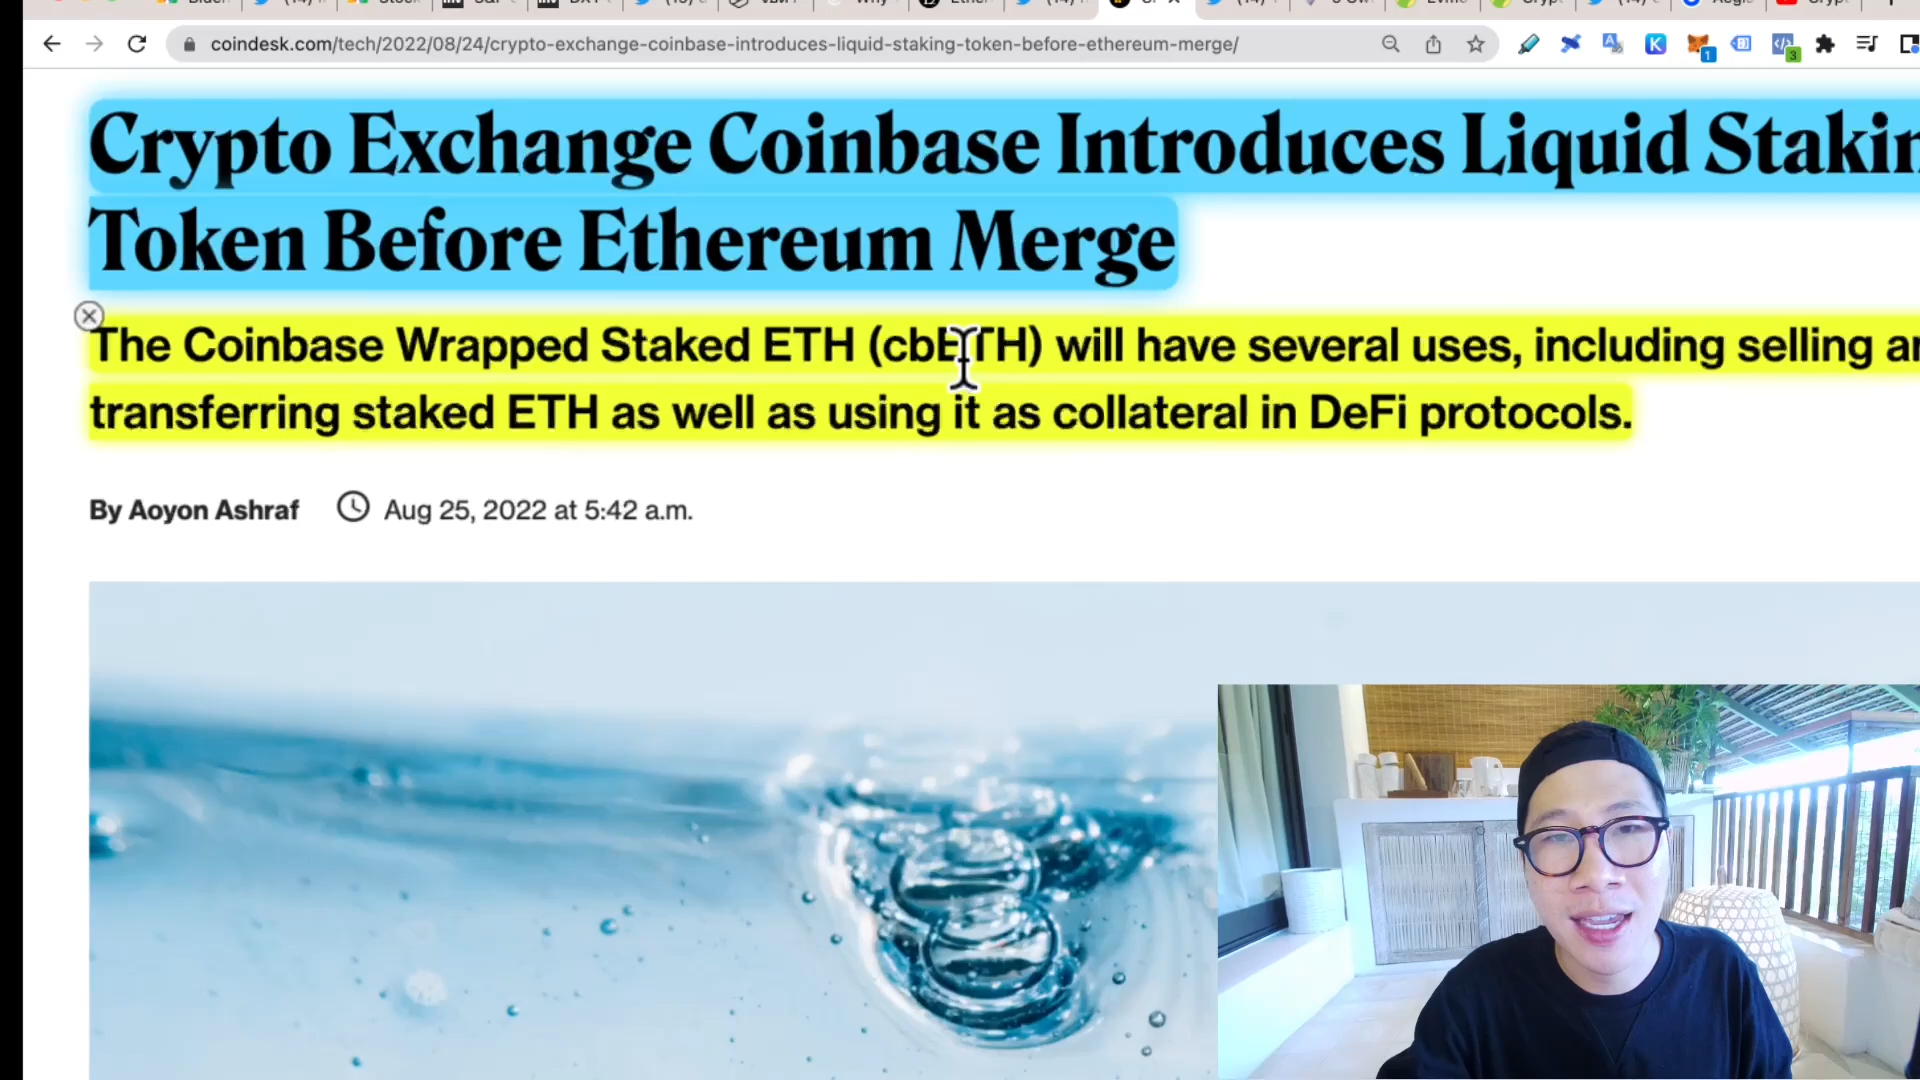 coindesk.com/tech/2022/08/24/crypto-exchange-coinbase-introduces-liquid-staking-token-before-ethereum-merge/
1
3
Crypto Exchange Coinbase Introduces Liquid Stakin
Token Before Ethereum Merge
The Coinbase Wrapped Staked ETH (cbETH) will have several uses, including selling an
transferring staked ETH as well as using it as collateral in DeFi protocols.
By Aoyon Ashraf Aug 25, 2022 at 5:42 a.m.